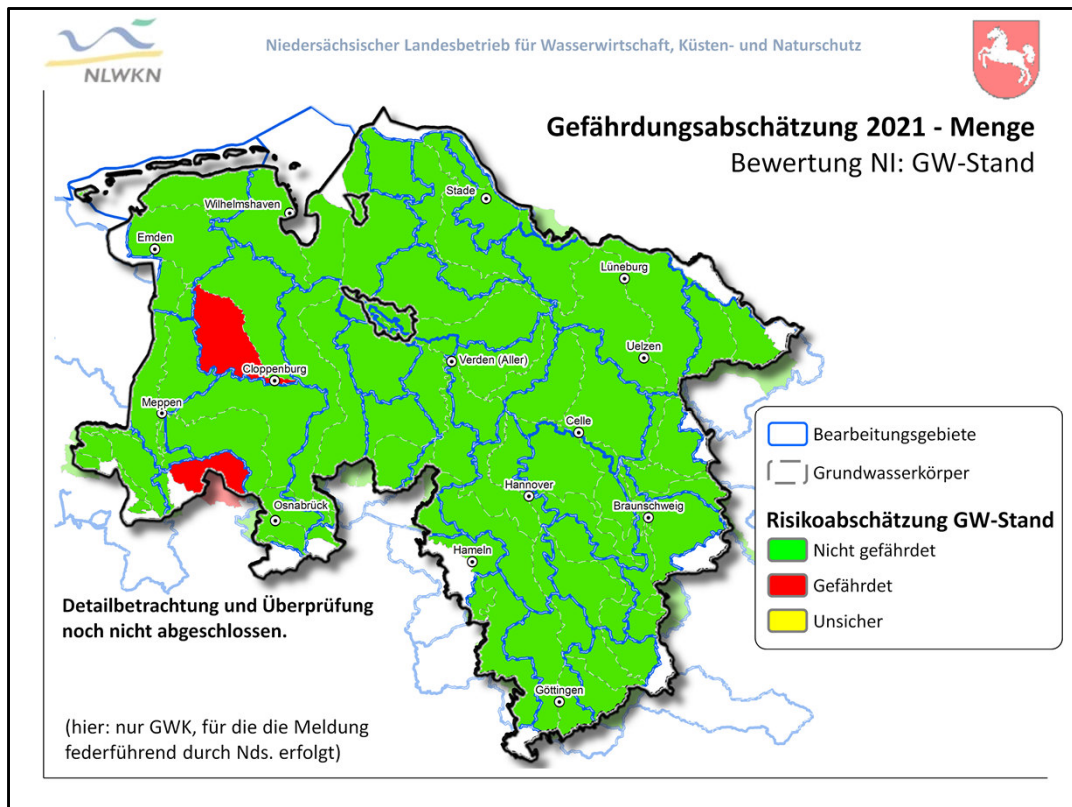 NLWKN
Niedersächsischer Landesbetrieb für Wasserwirtschaft, Küsten- und Naturschutz
Gefährdungsabschätzung 2021 - Menge
Bewertung NI: GW-Stand
Stade
Wilhelmshaven
Emden
Lüneburg
Uelzen
Verden (Aller)
Cloppenburg
Meppen
Celle
Hannover
Osnabrück
Braunschweig
Hameln
Göttingen
Bearbeitungsgebiete
Grundwasserkörper
Risikoabschätzung GW-Stand
Nicht gefährdet
Gefährdet
Unsicher
Detailbetrachtung und Überprüfung
noch nicht abgeschlossen.
(hier: nur GWK, für die die Meldung
federführend durch Nds. erfolgt)